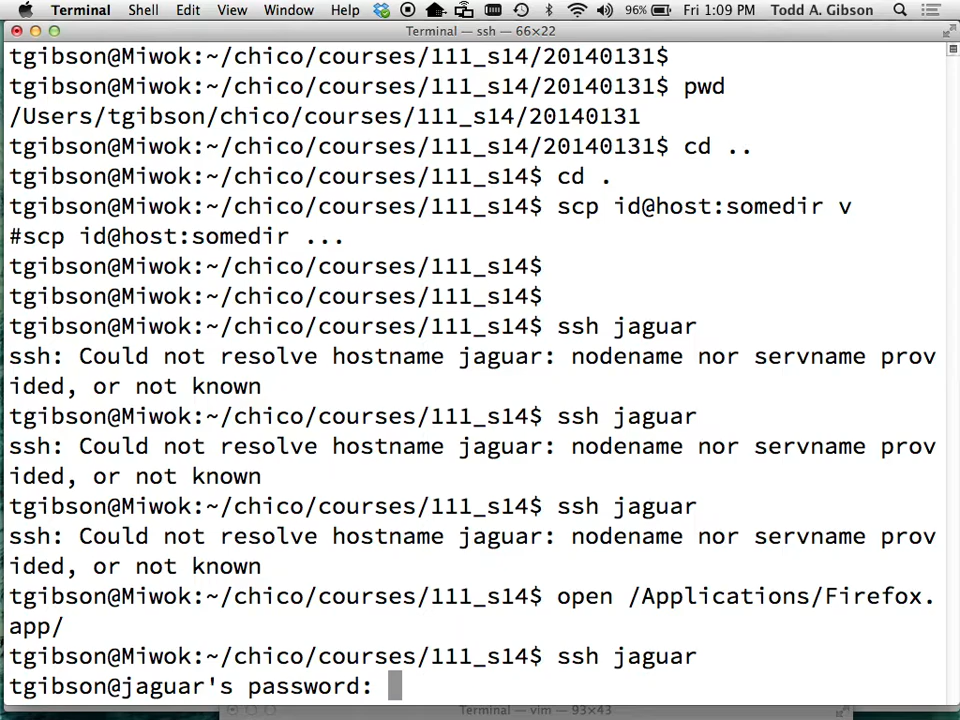 Terminal Shell Edit View Window Help 96% Fri 1:09 PM Todd A. Gibson
Terminal — ssh — 66×22
tgibson@Miwok:~/chico/courses/111_s14/20140131$
tgibson@Miwok:~/chico/courses/111_s14/20140131$ pwd
/Users/tgibson/chico/courses/111_s14/20140131
tgibson@Miwok:~/chico/courses/111_s14/20140131$ cd ..
tgibson@Miwok:~/chico/courses/111_s14$ cd .
tgibson@Miwok:~/chico/courses/111_s14$ scp id@host:somedir v
#scp id@host:somedir ...
tgibson@Miwok:~/chico/courses/111_s14$
tgibson@Miwok:~/chico/courses/111_s14$
tgibson@Miwok:~/chico/courses/111_s14$ ssh jaguar
ssh: Could not resolve hostname jaguar: nodename nor servname prov
ided, or not known
tgibson@Miwok:~/chico/courses/111_s14$ ssh jaguar
ssh: Could not resolve hostname jaguar: nodename nor servname prov
ided, or not known
tgibson@Miwok:~/chico/courses/111_s14$ ssh jaguar
ssh: Could not resolve hostname jaguar: nodename nor servname prov
ided, or not known
tgibson@Miwok:~/chico/courses/111_s14$ open /Applications/Firefox.
app/
tgibson@Miwok:~/chico/courses/111_s14$ ssh jaguar
tgibson@jaguar's password:
Terminal — vim — 93×43